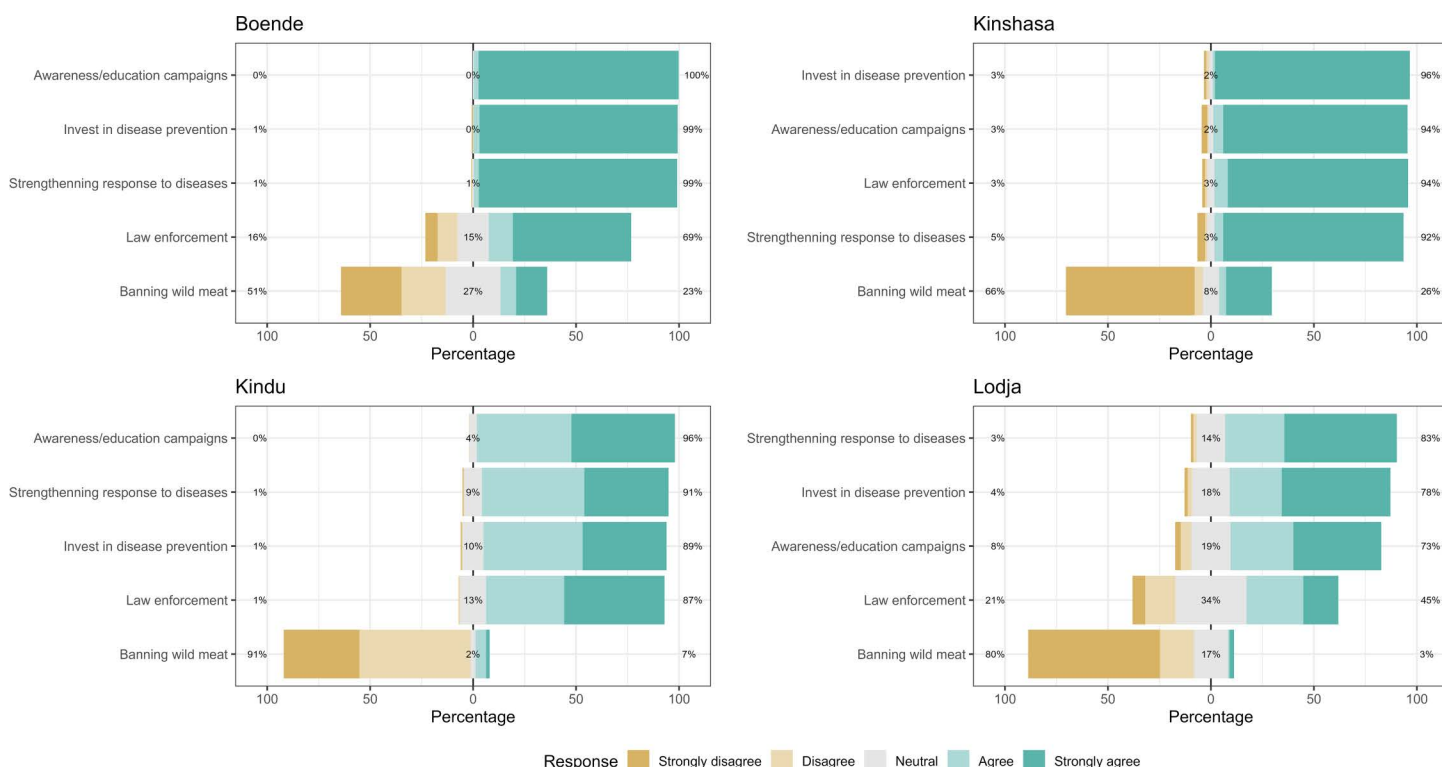 Boende
Awareness/education campaigns 0% 0% 100%
Invest in disease prevention 1% 0% 99%
Strengthenning response to diseases 1% 1% 99%
Law enforcement 16% 15% 69%
Banning wild meat 51% 27% 23%
100 50 0 50 100
Percentage
Kinshasa
Invest in disease prevention 3% 2% 96%
Awareness/education campaigns 3% 2% 94%
Law enforcement 3% 3% 94%
Strengthenning response to diseases 5% 3% 92%
Banning wild meat 66% 8% 26%
100 50 0 50 100
Percentage
Kindu
Awareness/education campaigns 0% 4% 96%
Strengthenning response to diseases 1% 9% 91%
Invest in disease prevention 1% 10% 89%
Law enforcement 1% 13% 87%
Banning wild meat 91% 2% 7%
100 50 0 50 100
Percentage
Lodja
Strengthenning response to diseases 3% 14% 83%
Invest in disease prevention 4% 18% 78%
Awareness/education campaigns 8% 19% 73%
Law enforcement 21% 34% 45%
Banning wild meat 80% 17% 3%
100 50 0 50 100
Percentage
Response Strongly disagree Disagree Neutral Agree Strongly agree